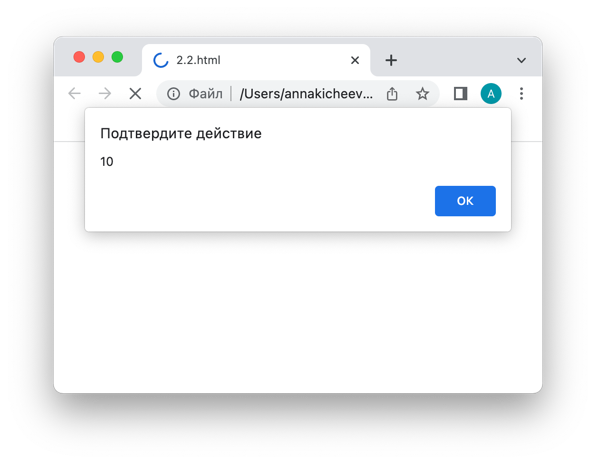 2.2.html
Файл | /Users/annakicheev...
A
Подтвердите действие
10
OK